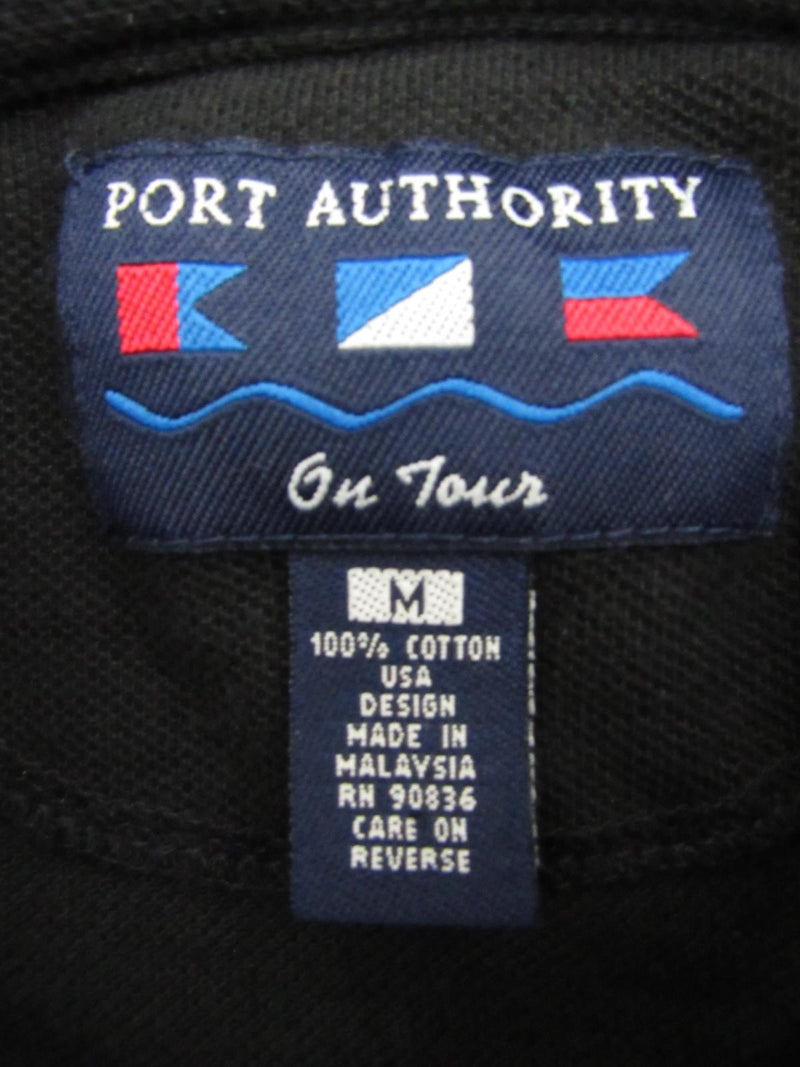 PORT AUTHORITY
On Tour
M
100% COTTON
USA
DESIGN
MADE IN
MALAYSIA
RN 90836
CARE ON
REVERSE